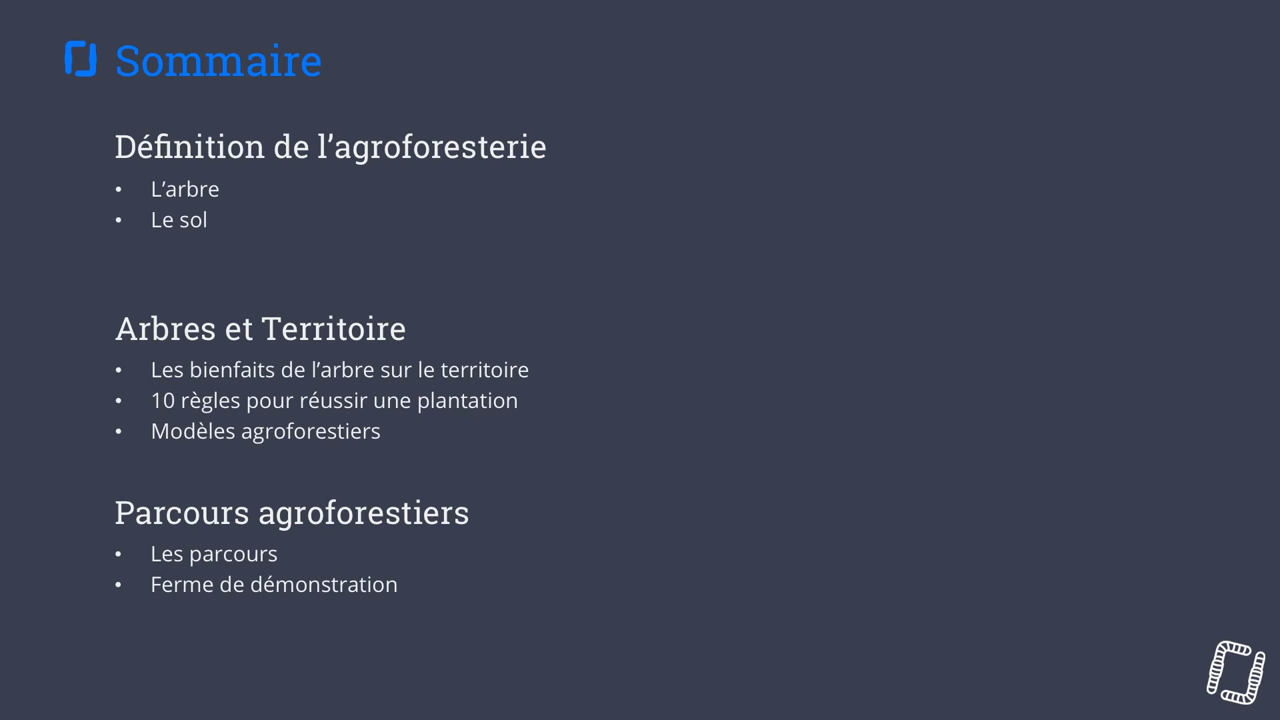 Sommaire
Définition de l’agroforesterie
• L’arbre
• Le sol
Arbres et Territoire
• Les bienfaits de l’arbre sur le territoire
• 10 règles pour réussir une plantation
• Modèles agroforestiers
Parcours agroforestiers
• Les parcours
• Ferme de démonstration